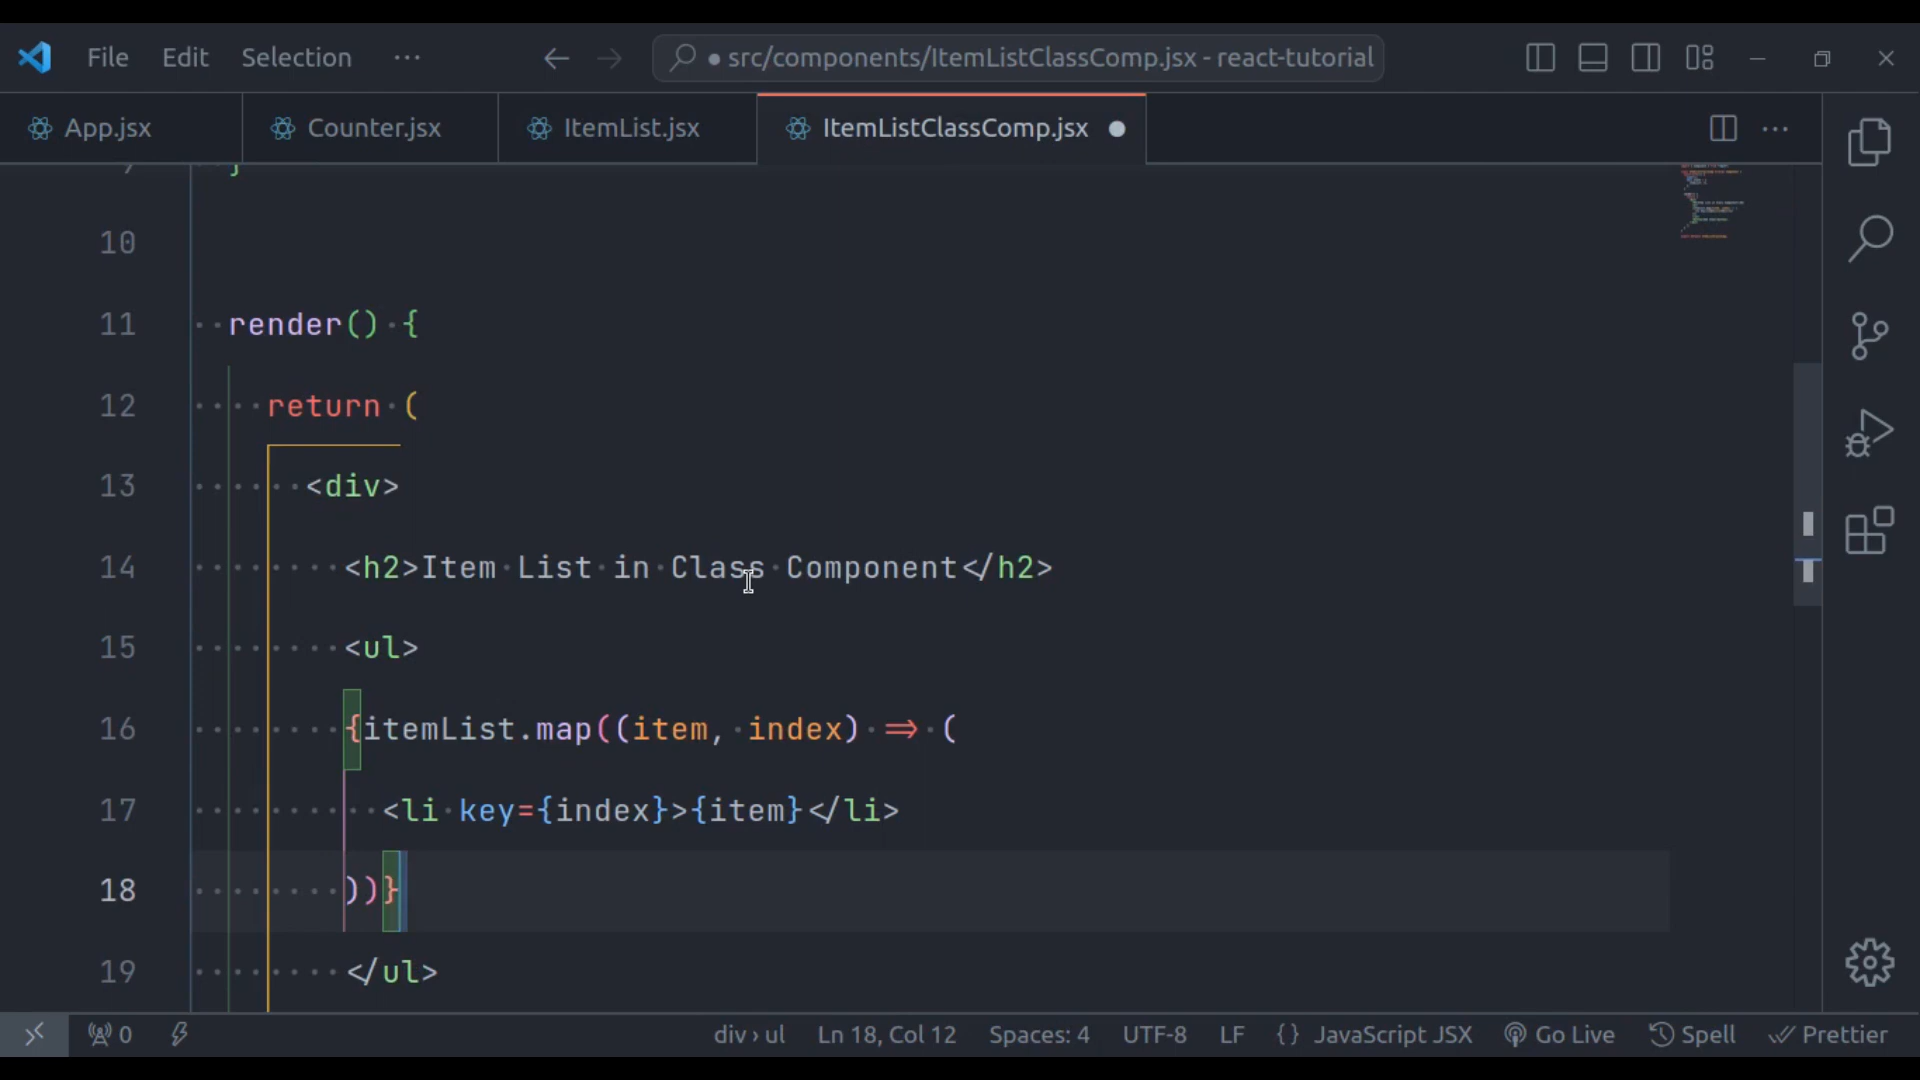 File Edit Selection ...
● src/components/ItemListClassComp.jsx - react-tutorial
App.jsx Counter.jsx ItemList.jsx ItemListClassComp.jsx ●
9 }
10
11 render() {
12 return (
13 <div>
14 <h2>Item List in Class Component</h2>
15 <ul>
16 {itemList.map((item, index) => (
17 <li key={index}>{item}</li>
18 ))}
19 </ul>
0 div › ul Ln 18, Col 12 Spaces: 4 UTF-8 LF {} JavaScript JSX Go Live Spell Prettier